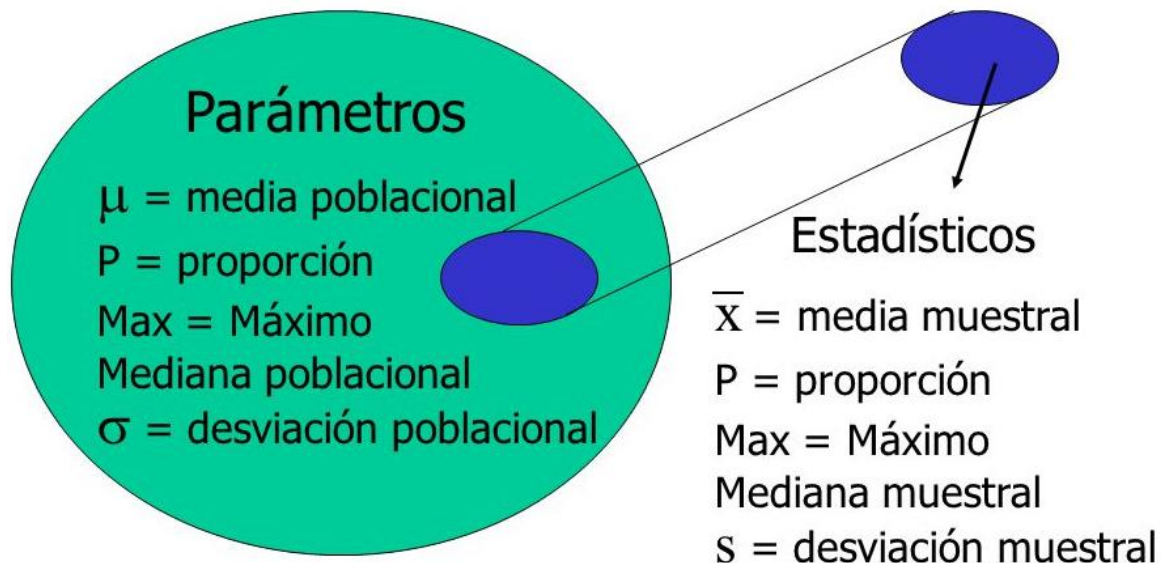 Parámetros
μ = media poblacional
P = proporción
Max = Máximo
Mediana poblacional
σ = desviación poblacional
Estadísticos
x̅ = media muestral
P = proporción
Max = Máximo
Mediana muestral
s = desviación muestral